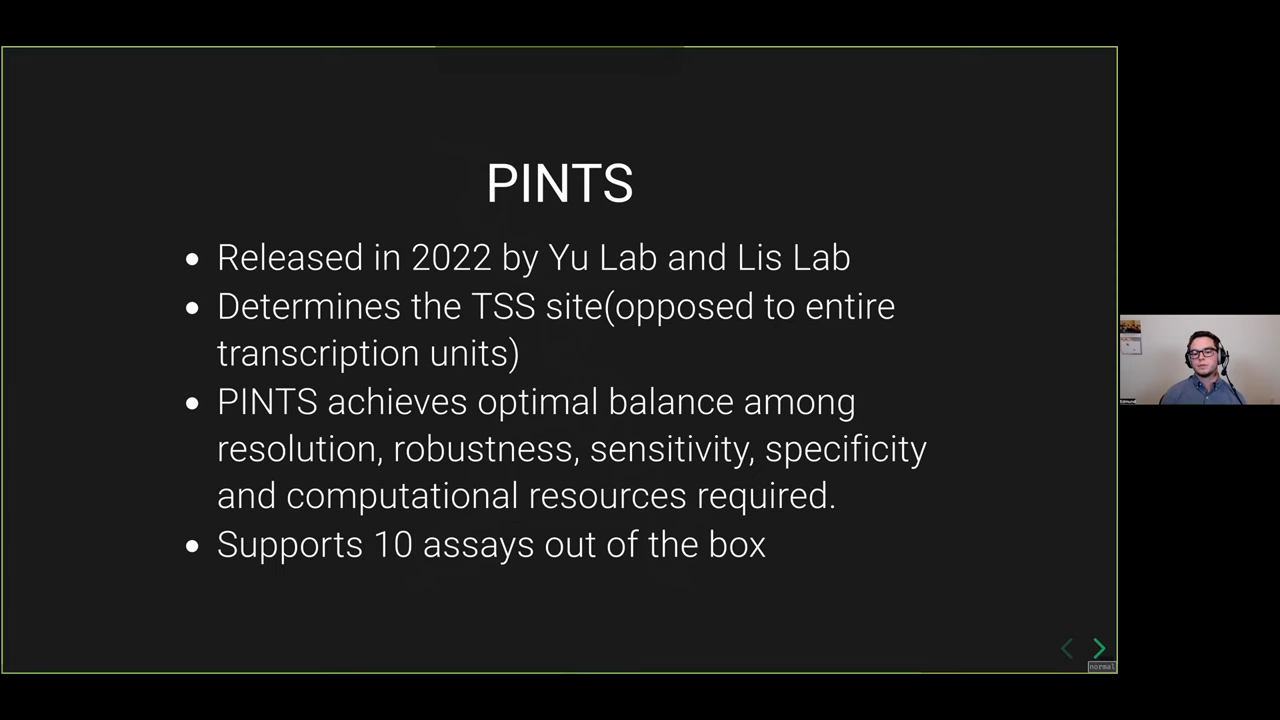 PINTS
Released in 2022 by Yu Lab and Lis Lab
Determines the TSS site(opposed to entire
transcription units)
PINTS achieves optimal balance among
resolution, robustness, sensitivity, specificity
and computational resources required.
Supports 10 assays out of the box
normal
Edmund